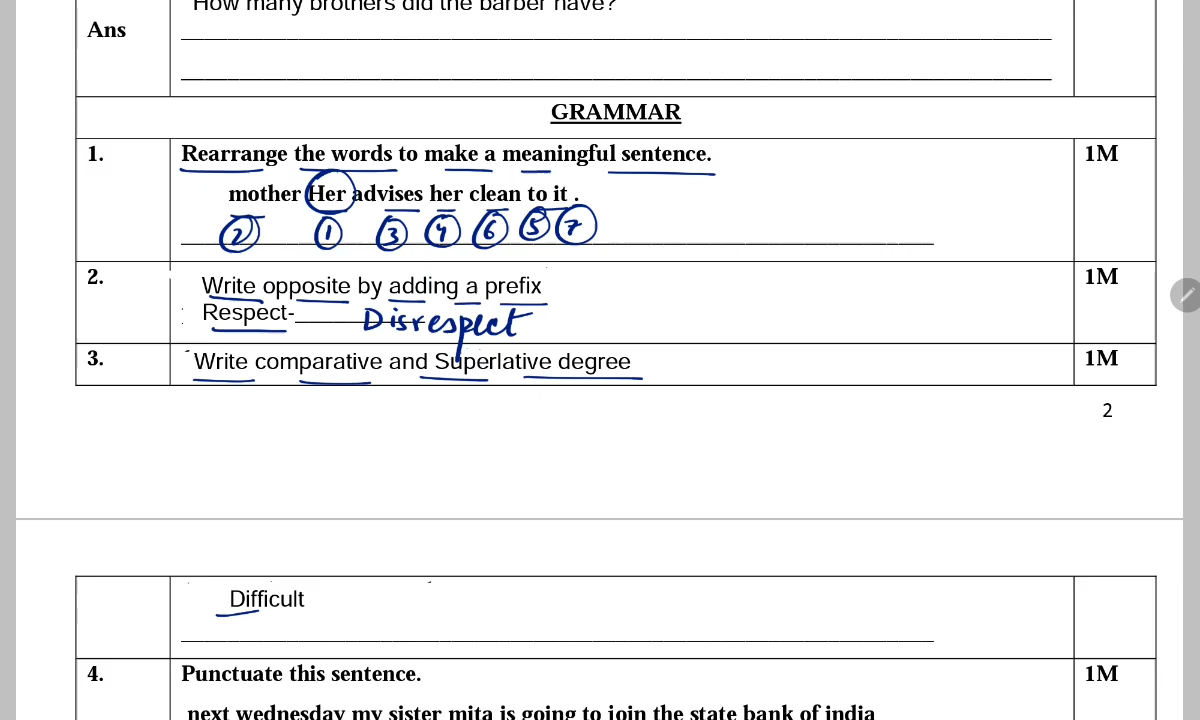 How many brothers did the barber have?
Ans
GRAMMAR
1. Rearrange the words to make a meaningful sentence. 1M
mother Her advises her clean to it .
2 1 3 4 6 5 7
2. Write opposite by adding a prefix 1M
Respect-__________ Disrespect
3. Write comparative and Superlative degree 1M
2
Difficult
4. Punctuate this sentence. 1M
next wednesday my sister mita is going to join the state bank of india